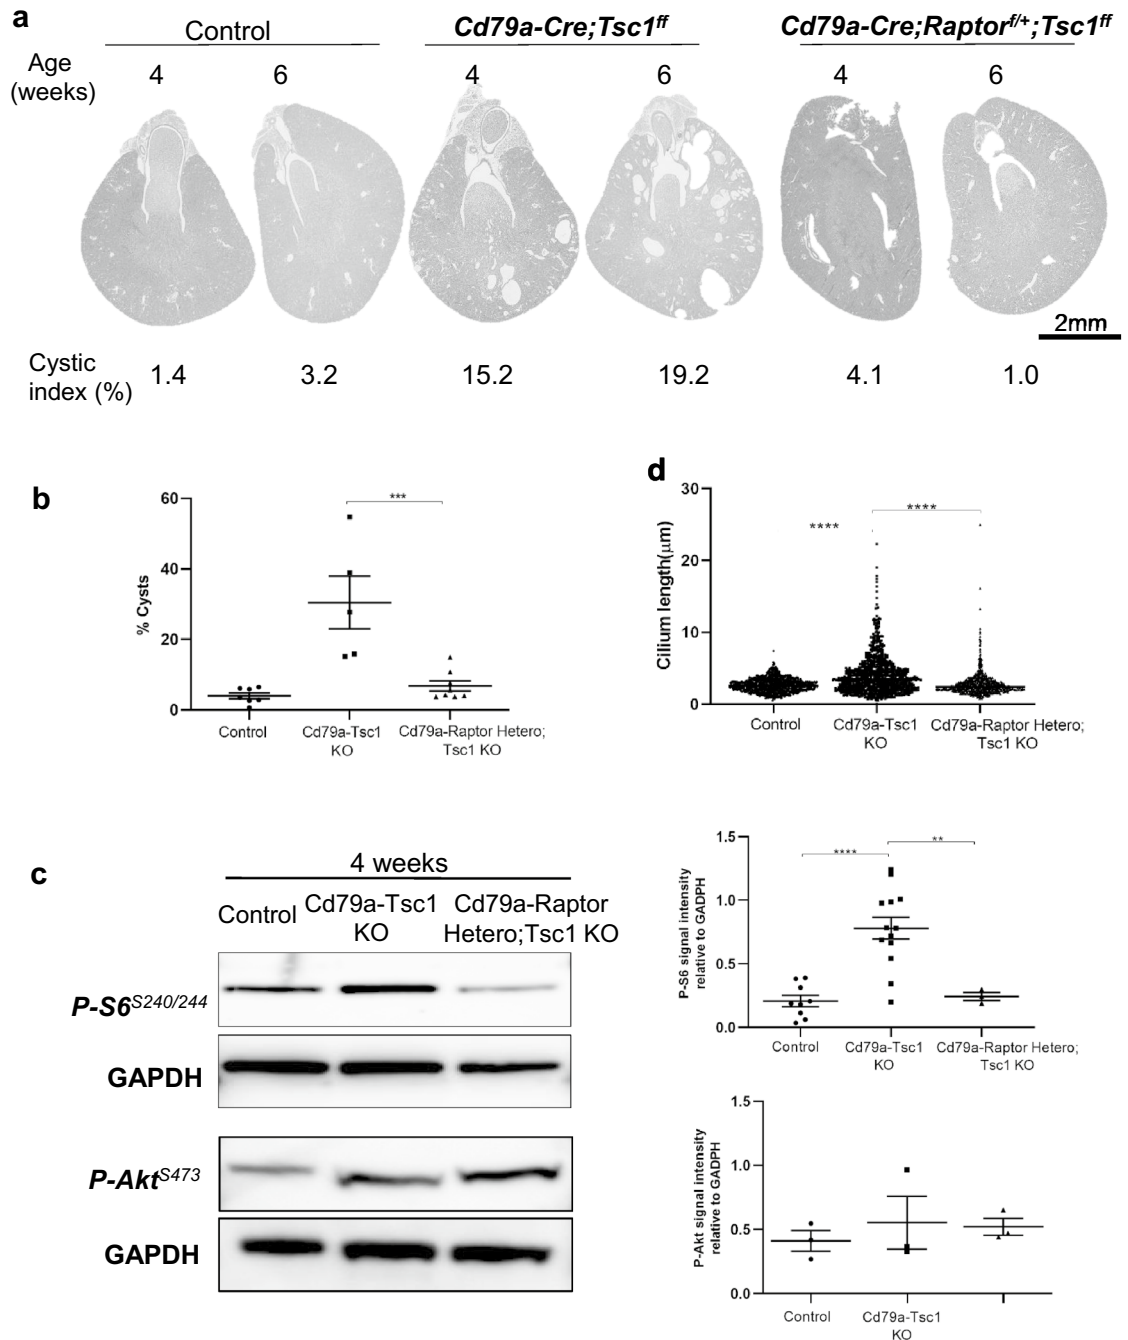 a
Control
Cd79a-Cre;Tsc1ff
Cd79a-Cre;Raptorf/+;Tsc1ff
Age
(weeks)
4
6
4
6
4
6
2mm
Cystic
index (%)
1.4
3.2
15.2
19.2
4.1
1.0
b
% Cysts
60
40
20
0
***
Control
Cd79a-Tsc1
KO
Cd79a-Raptor Hetero;
Tsc1 KO
d
Cilium length(μm)
30
20
10
0
****
****
Control
Cd79a-Tsc1
KO
Cd79a-Raptor Hetero;
Tsc1 KO
c
4 weeks
Control
Cd79a-Tsc1
KO
Cd79a-Raptor
Hetero;Tsc1 KO
P-S6S240/244
GAPDH
P-AktS473
GAPDH
P-S6 signal intensity
relative to GADPH
1.5
1.0
0.5
0.0
****
**
Control
Cd79a-Tsc1
KO
Cd79a-Raptor Hetero;
Tsc1 KO
P-Akt signal intensity
relative to GADPH
1.5
1.0
0.5
0.0
Control
Cd79a-Tsc1
KO